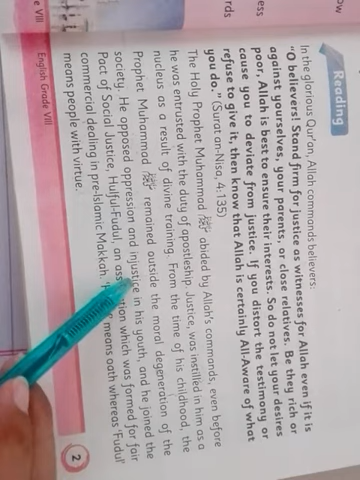 ow
ess
rds
Reading
In the glorious Qur'an, Allah commands believers:
"O believers! Stand firm for justice as witnesses for Allah even if it is
against yourselves, your parents, or close relatives. Be they rich or
poor, Allah is best to ensure their interests. So do not let your desires
cause you to deviate from justice. If you distort the testimony or
refuse to give it, then know that Allah is certainly All-Aware of what
you do." (Surat an-Nisa, 4: 135)
The Holy Prophet Muhammad ﷺ abided by Allah's commands, even before
he was entrusted with the duty of apostleship. Justice, was instilled in him as a
nucleus as a result of divine training. From the time of his childhood, the
Prophet Muhammad ﷺ remained outside the moral degeneration of the
society. He opposed oppression and injustice in his youth, and he joined the
Pact of Social Justice, Hulful-Fudul, an ass tion which was formed for fair
commercial dealing in pre-Islamic Makkah. means oath whereas 'Fudul'
means people with virtue.
e VIII
English Grade VIII
2